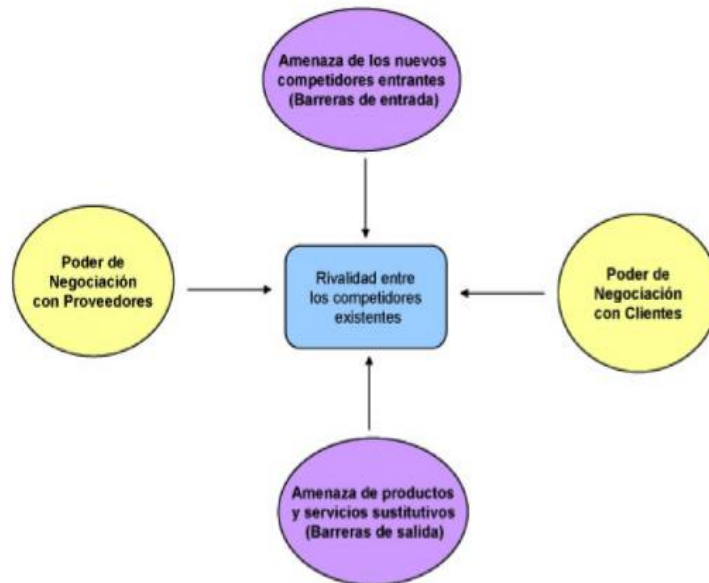 Amenaza de los nuevos
competidores entrantes
(Barreras de entrada)
Poder de
Negociación
con Proveedores
Rivalidad entre
los competidores
existentes
Poder de
Negociación
con Clientes
Amenaza de productos
y servicios sustitutivos
(Barreras de salida)